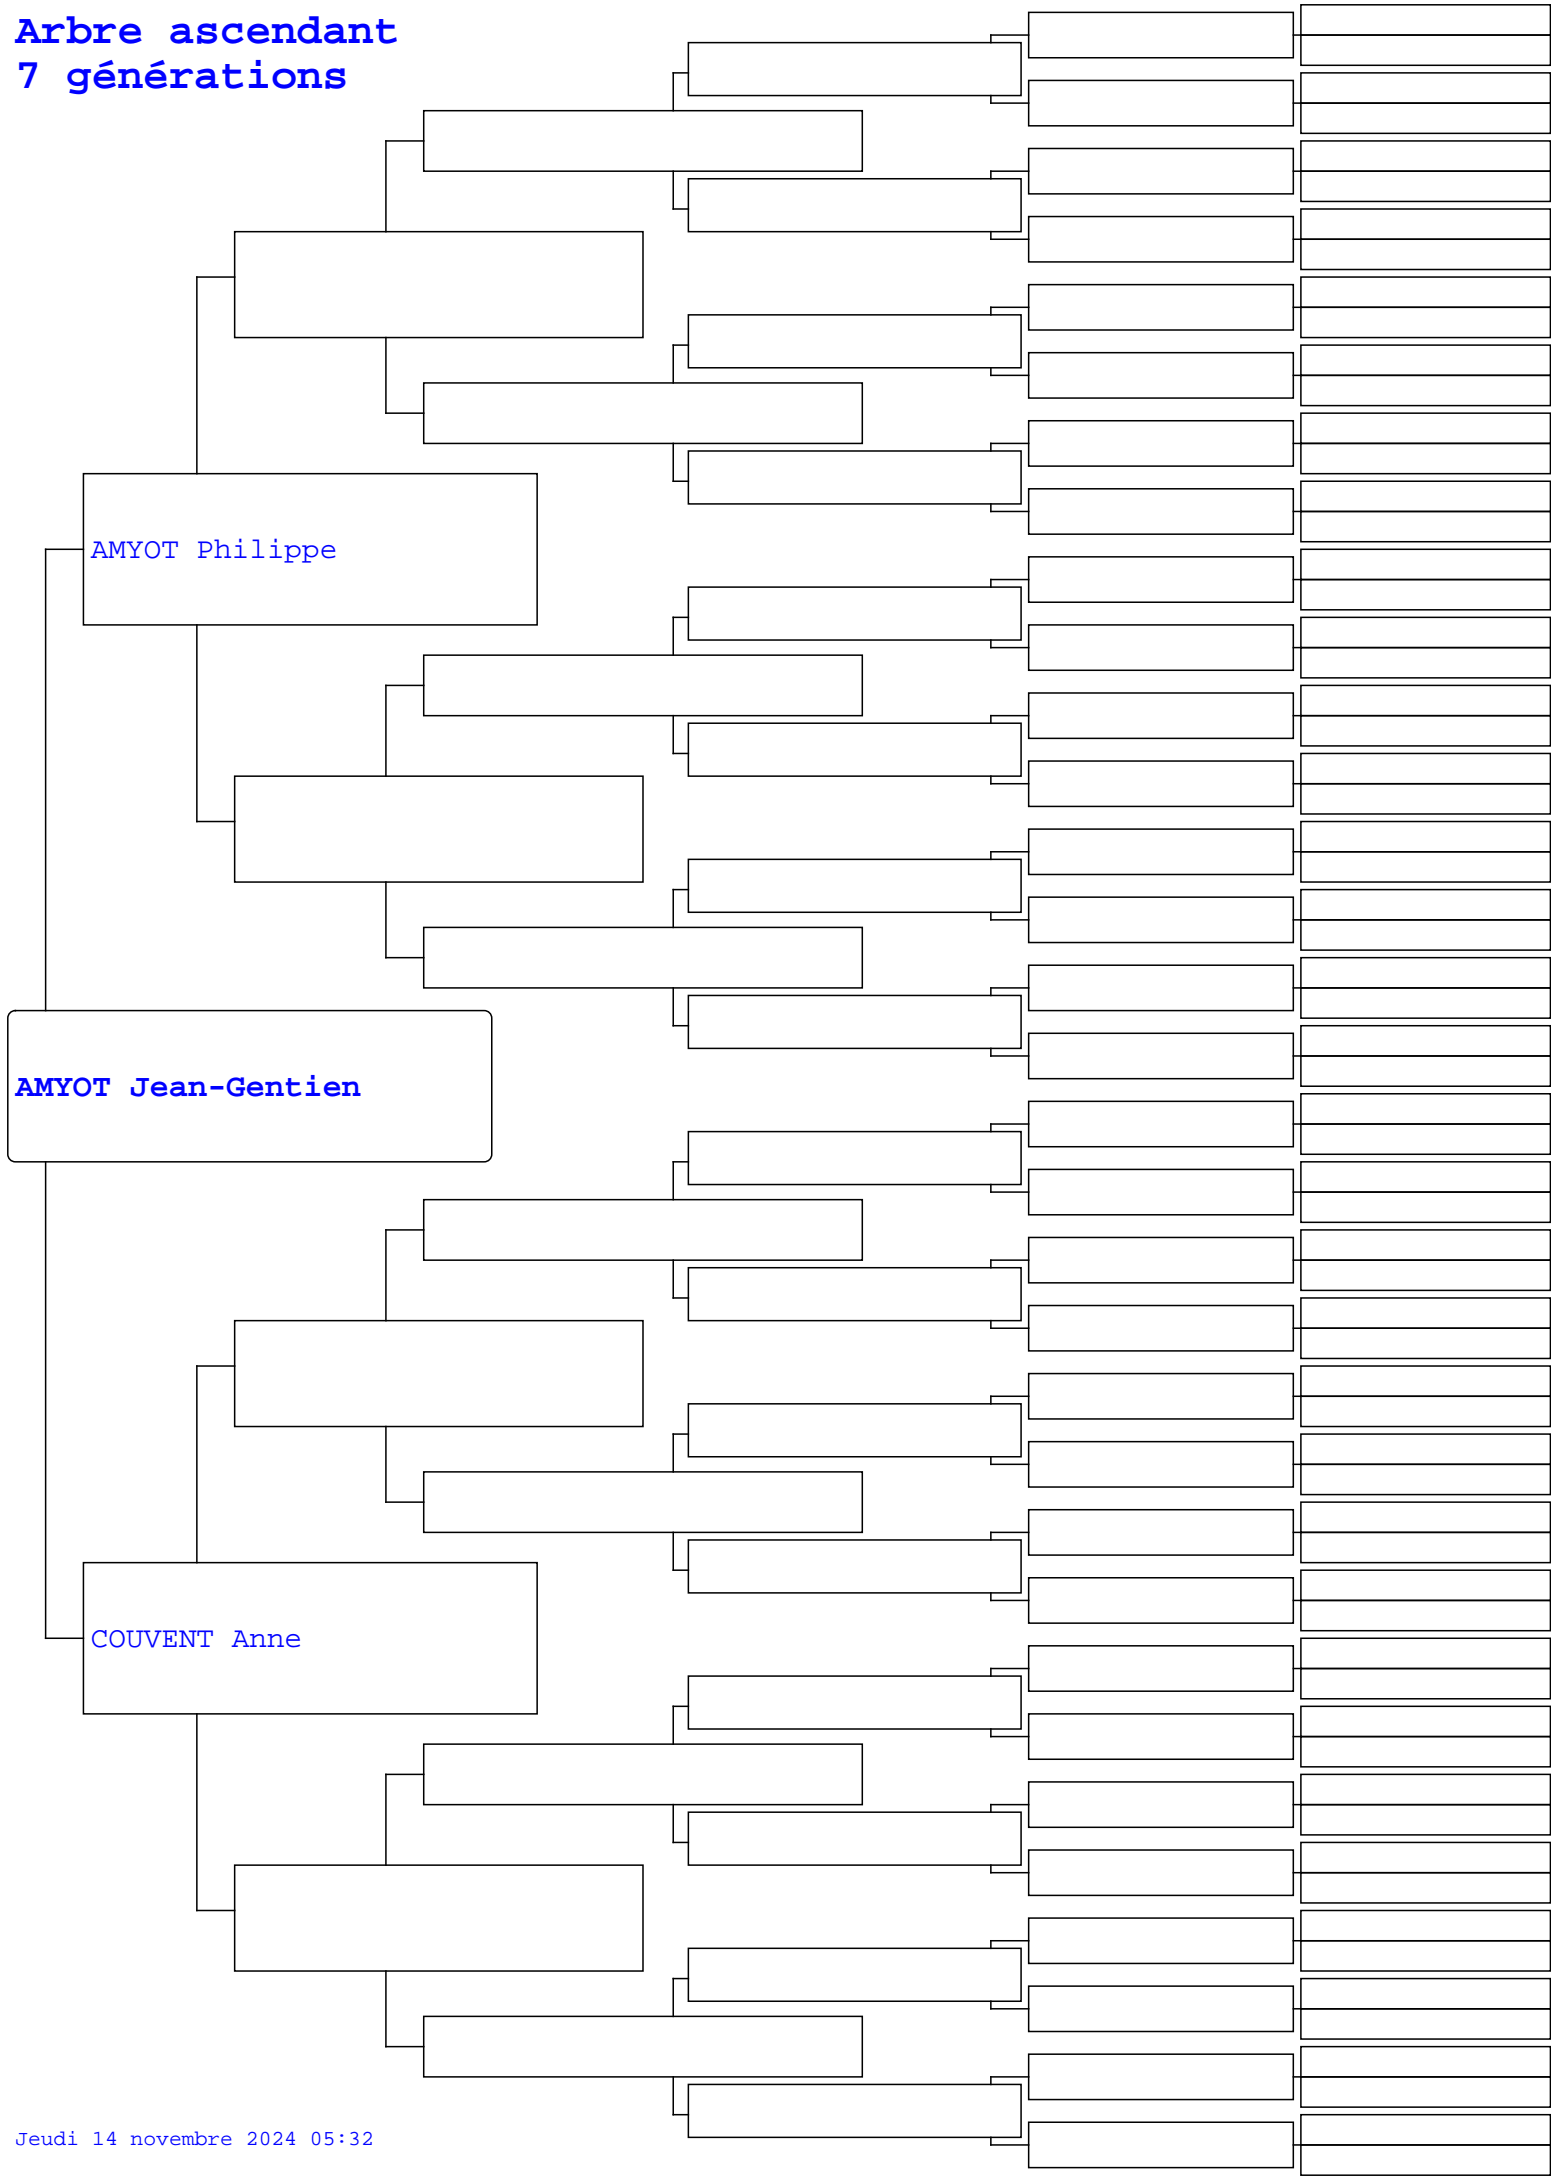 Arbre ascendant
7 générations
AMYOT Philippe
AMYOT Jean-Gentien
COUVENT Anne
Jeudi 14 novembre 2024 05:32